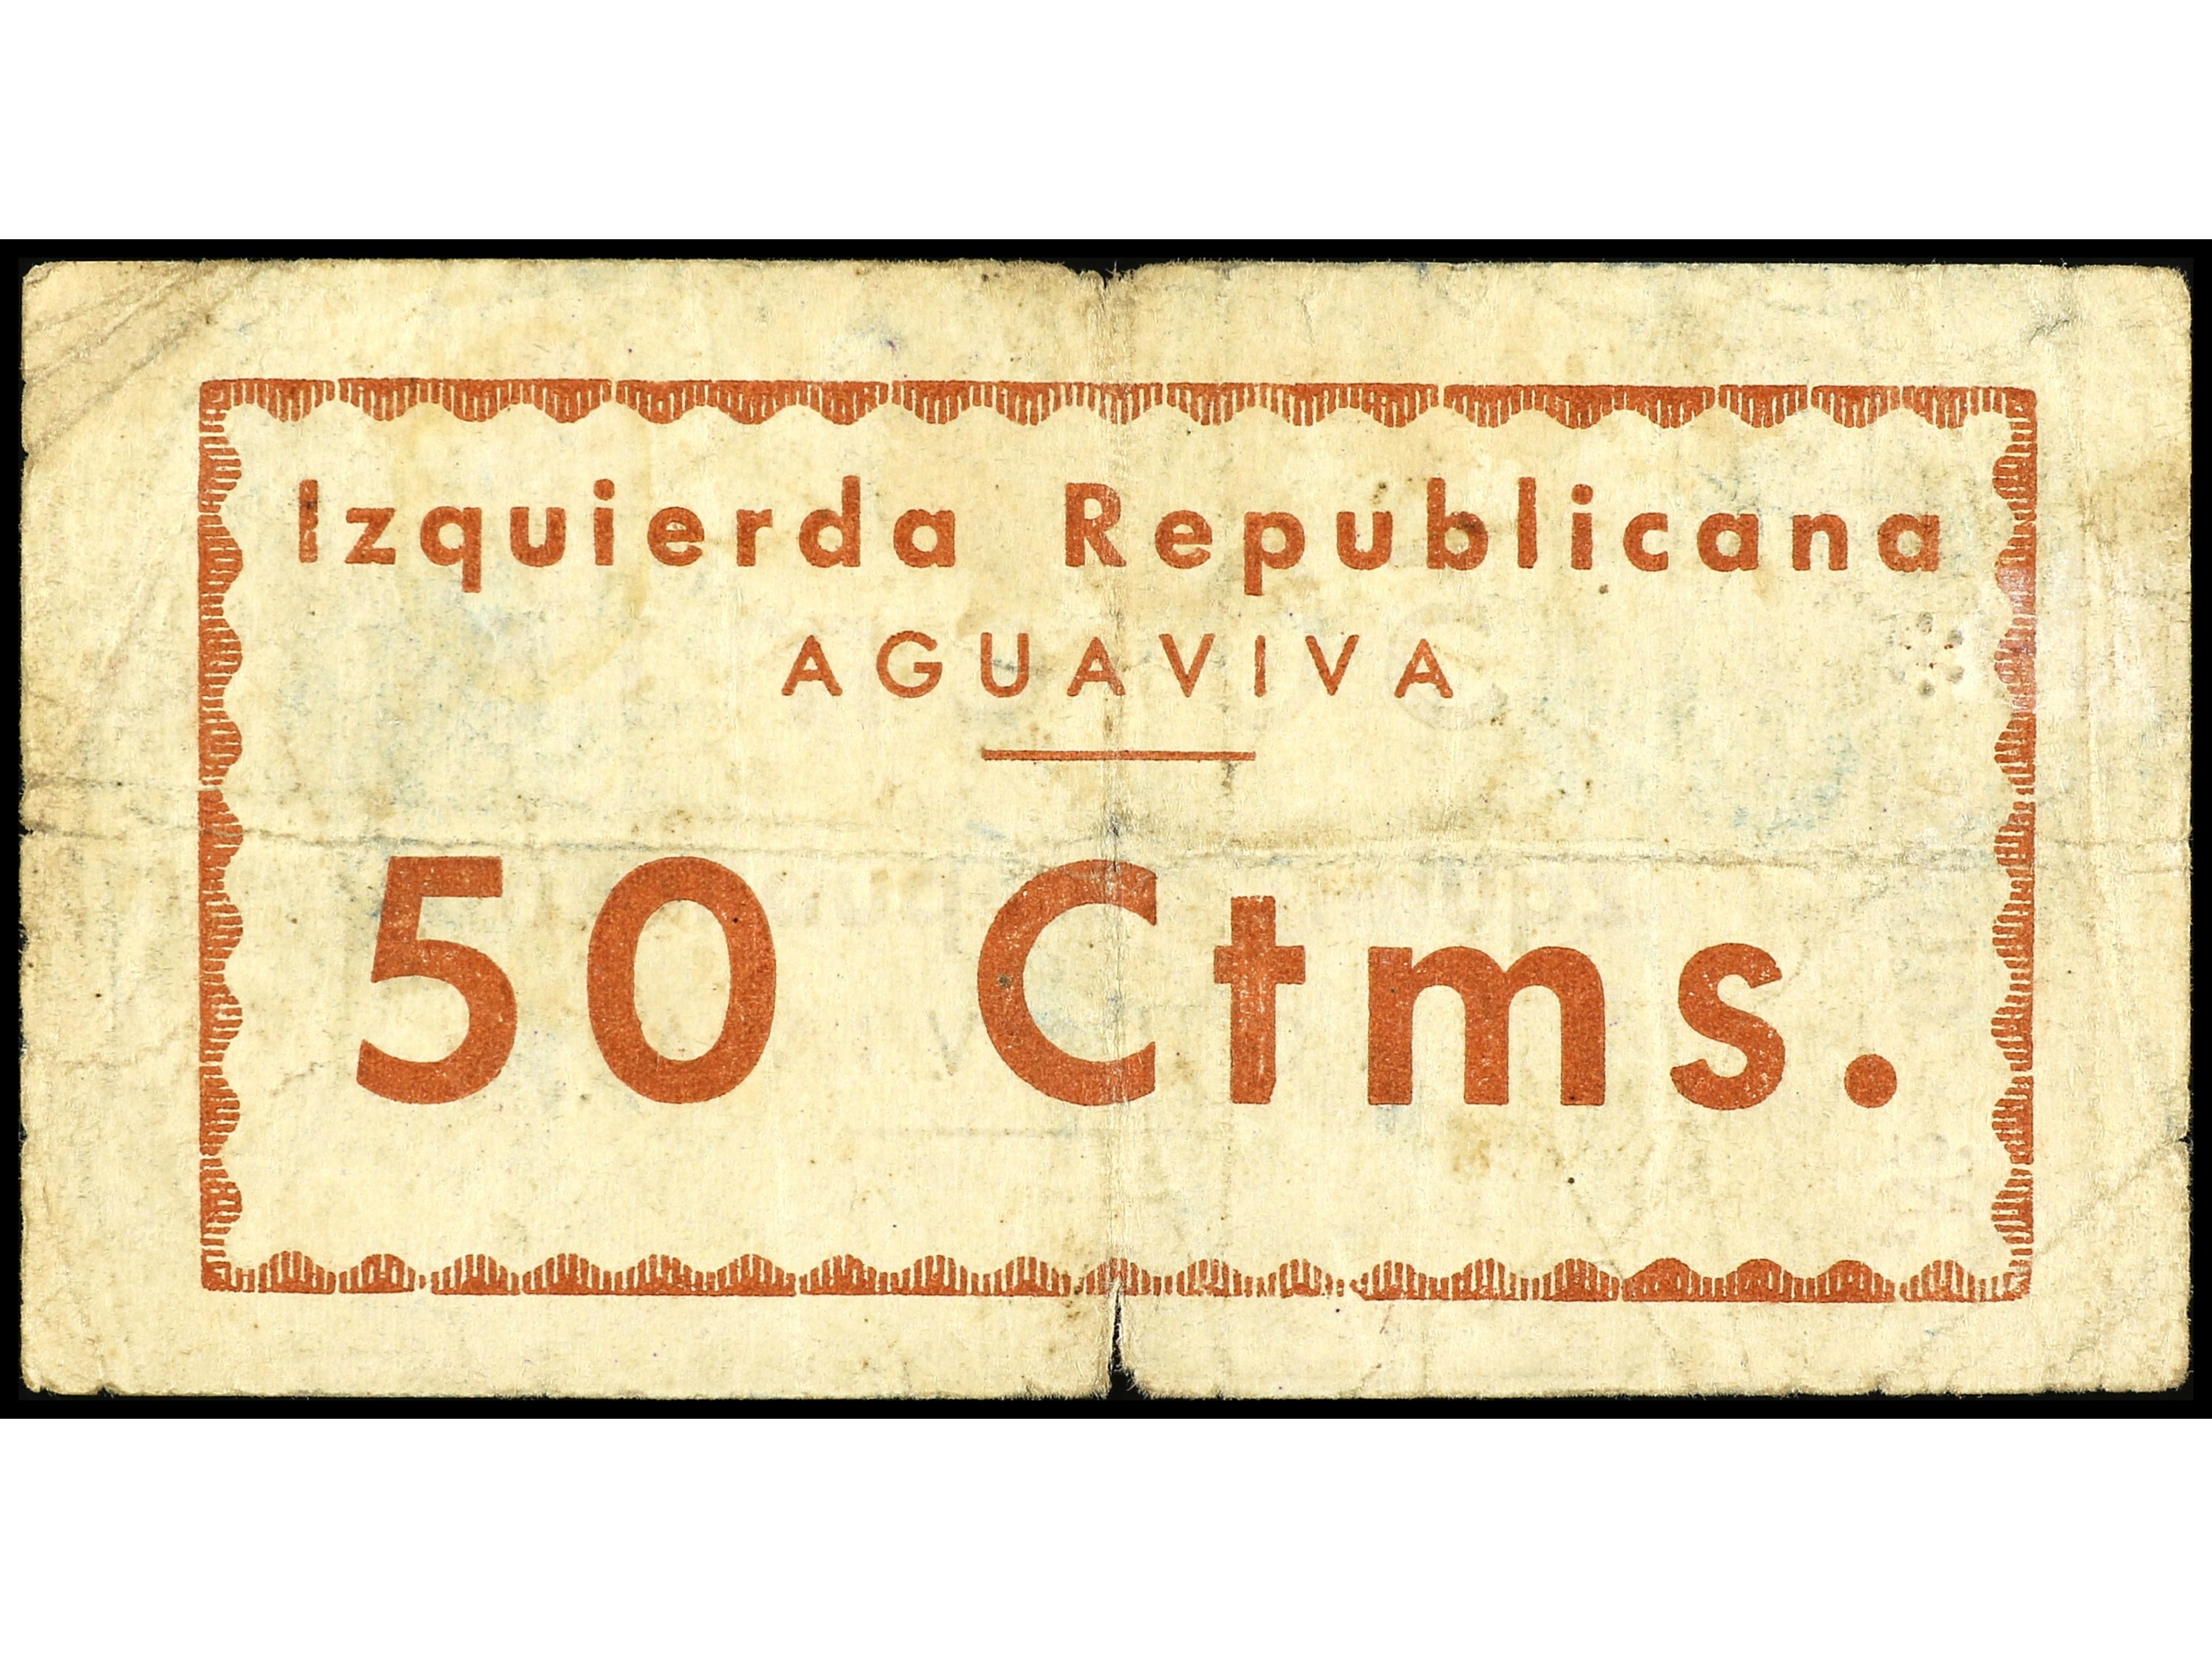 Izquierda Republicana
AGUAVIVA
50 Ctms.